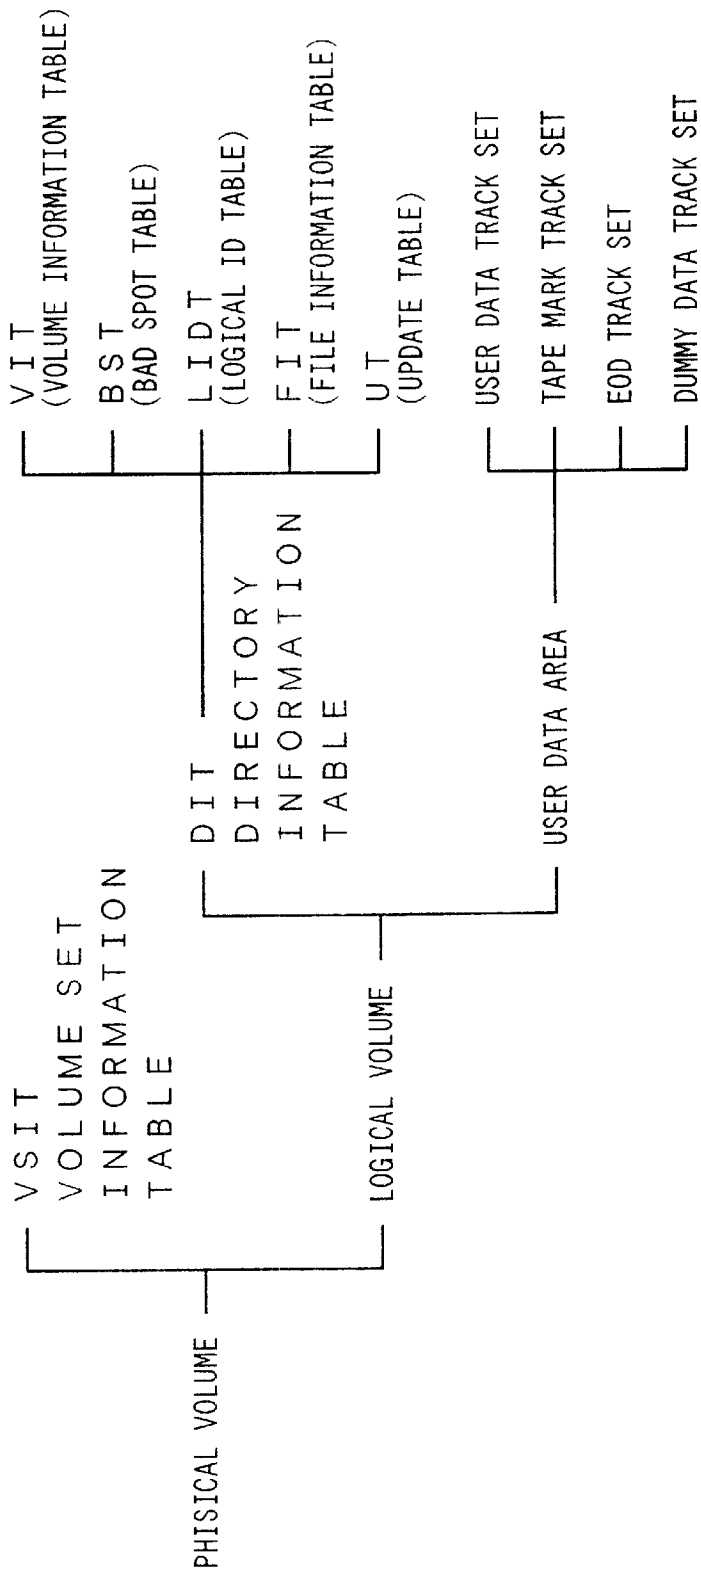 PHISICAL VOLUME
VSIT
VOLUME SET
INFORMATION
TABLE
LOGICAL VOLUME
DIT
DIRECTORY
INFORMATION
TABLE
USER DATA AREA
VIT
(VOLUME INFORMATION TABLE)
BST
(BAD SPOT TABLE)
LIDT
(LOGICAL ID TABLE)
FIT
(FILE INFORMATION TABLE)
UT
(UPDATE TABLE)
USER DATA TRACK SET
TAPE MARK TRACK SET
EOD TRACK SET
DUMMY DATA TRACK SET